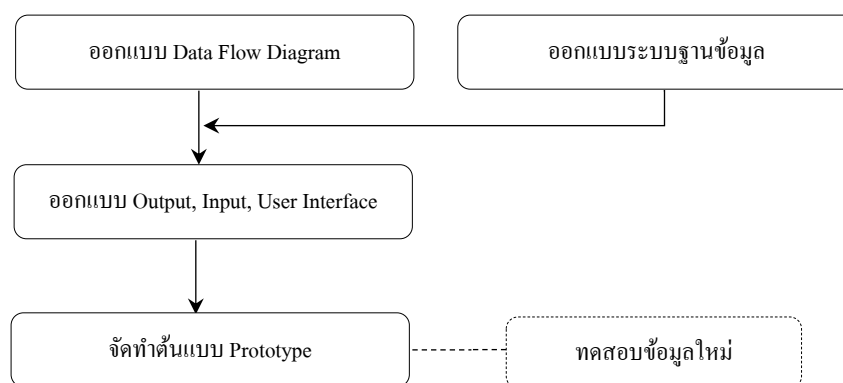 ออกแบบ Data Flow Diagram
ออกแบบระบบฐานข้อมูล
ออกแบบ Output, Input, User Interface
จัดทำต้นแบบ Prototype
ทดสอบข้อมูลใหม่